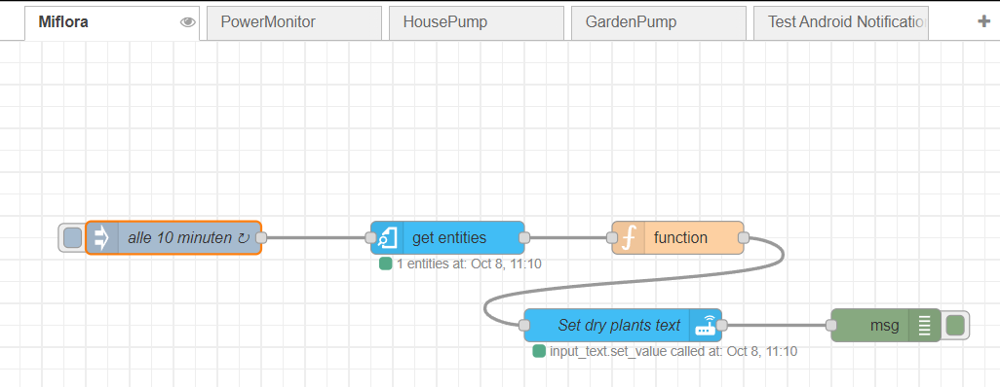 Miflora
PowerMonitor
HousePump
GardenPump
Test Android Notification
alle 10 minuten ↻
get entities
function
1 entities at: Oct 8, 11:10
Set dry plants text
msg
input_text.set_value called at: Oct 8, 11:10